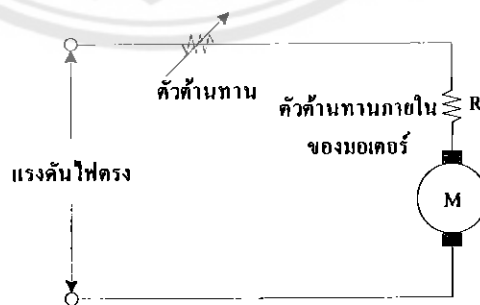 ตัวต้านทาน
ตัวต้านทานภายใน
ของมอเตอร์
R
แรงดันไฟตรง
M